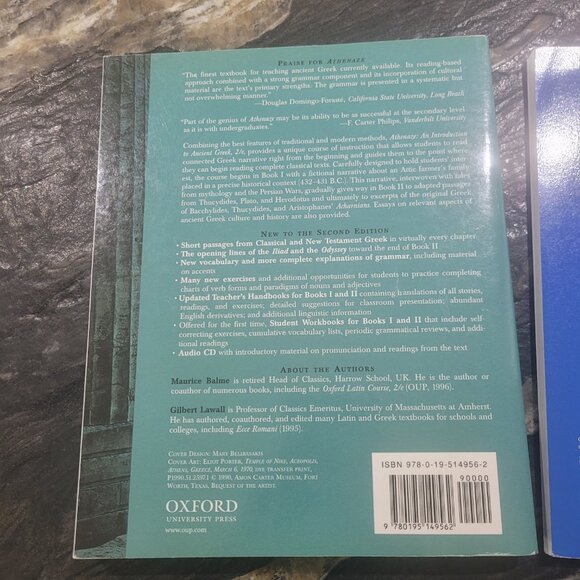 PRAISE FOR ATHENAZE
"The finest textbook for teaching ancient Greek currently available. Its reading-based
approach combined with a strong grammar component and its incorporation of cultural
material are the text's primary strengths. The grammar is presented in a systematic but
not overwhelming manner."
—Douglas Domingo-Forasté, California State University, Long Beach
"Part of the genius of Athenaze may be its ability to be as successful at the secondary level
as it is with undergraduates."
—F. Carter Philips, Vanderbilt University
Combining the best features of traditional and modern methods, Athenaze: An Introduction
to Ancient Greek, 2/e, provides a unique course of instruction that allows students to read
connected Greek narrative right from the beginning and guides them to the point where
they can begin reading complete classical texts. Carefully designed to hold students' inter-
est, the course begins in Book I with a fictional narrative about an Attic farmer's family
placed in a precise historical context (432–431 B.C.). This narrative, interwoven with tales
from mythology and the Persian Wars, gradually gives way in Book II to adapted passages
from Thucydides, Plato, and Herodotus and ultimately to excerpts of the original Greek
of Bacchylides, Thucydides, and Aristophanes' Acharnians. Essays on relevant aspects of
ancient Greek culture and history are also provided.
NEW TO THE SECOND EDITION
• Short passages from Classical and New Testament Greek in virtually every chapter
• The opening lines of the Iliad and the Odyssey toward the end of Book II
• New vocabulary and more complete explanations of grammar, including material
on accents
• Many new exercises and additional opportunities for students to practice completing
charts of verb forms and paradigms of nouns and adjectives
• Updated Teacher's Handbooks for Books I and II containing translations of all stories,
readings, and exercises; detailed suggestions for classroom presentation; abundant
English derivatives; and additional linguistic information
• Offered for the first time, Student Workbooks for Books I and II that include self-
correcting exercises, cumulative vocabulary lists, periodic grammatical reviews, and addi-
tional readings
• Audio CD with introductory material on pronunciation and readings from the text
ABOUT THE AUTHORS
Maurice Balme is retired Head of Classics, Harrow School, UK. He is the author or
coauthor of numerous books, including the Oxford Latin Course, 2/e (OUP, 1996).
Gilbert Lawall is Professor of Classics Emeritus, University of Massachusetts at Amherst.
He has authored, coauthored, and edited many Latin and Greek textbooks for schools and
colleges, including Ecce Romani (1995).
COVER DESIGN: MARY BELIBASAKIS
COVER ART: ELIOT PORTER, TEMPLE OF NIKE, ACROPOLIS,
ATHENS, GREECE, MARCH 6, 1970, DYE TRANSFER PRINT,
P1990.51.2397.1 © 1990, AMON CARTER MUSEUM, FORT
WORTH, TEXAS, BEQUEST OF THE ARTIST.
OXFORD
UNIVERSITY PRESS
www.oup.com
ISBN 978-0-19-514956-2
90000
9 780195 149562